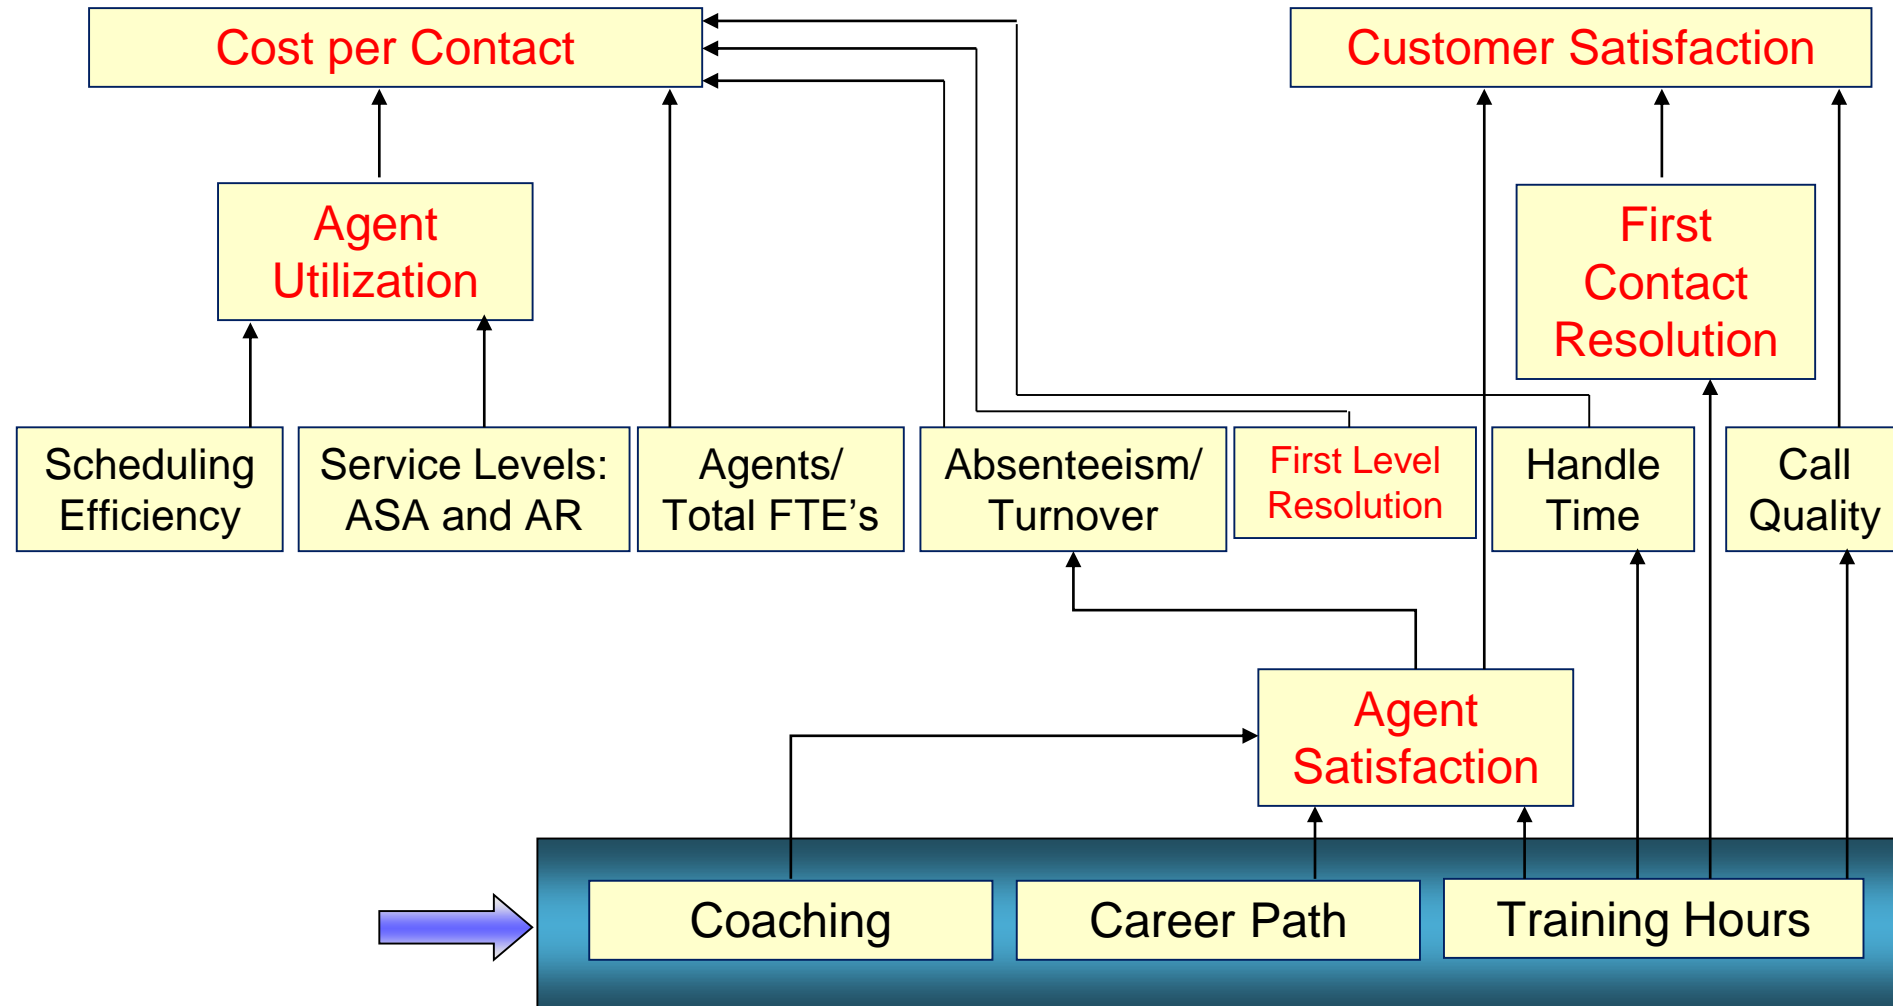 Cost per Contact
Customer Satisfaction
Agent
Utilization
First
Contact
Resolution
Scheduling
Efficiency
Service Levels:
ASA and AR
Agents/
Total FTE's
Absenteeism/
Turnover
First Level
Resolution
Handle
Time
Call
Quality
Agent
Satisfaction
Coaching
Career Path
Training Hours